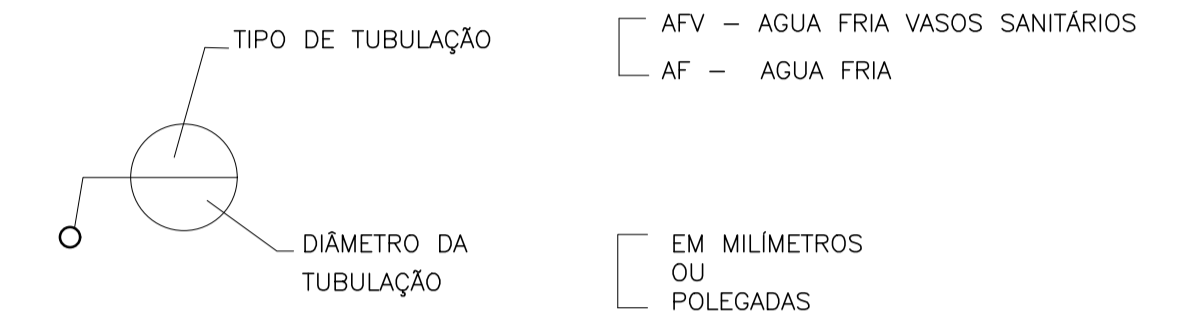 TIPO DE TUBULAÇÃO
AFV – AGUA FRIA VASOS SANITÁRIOS
AF – AGUA FRIA
DIÂMETRO DA
TUBULAÇÃO
EM MILÍMETROS
OU
POLEGADAS